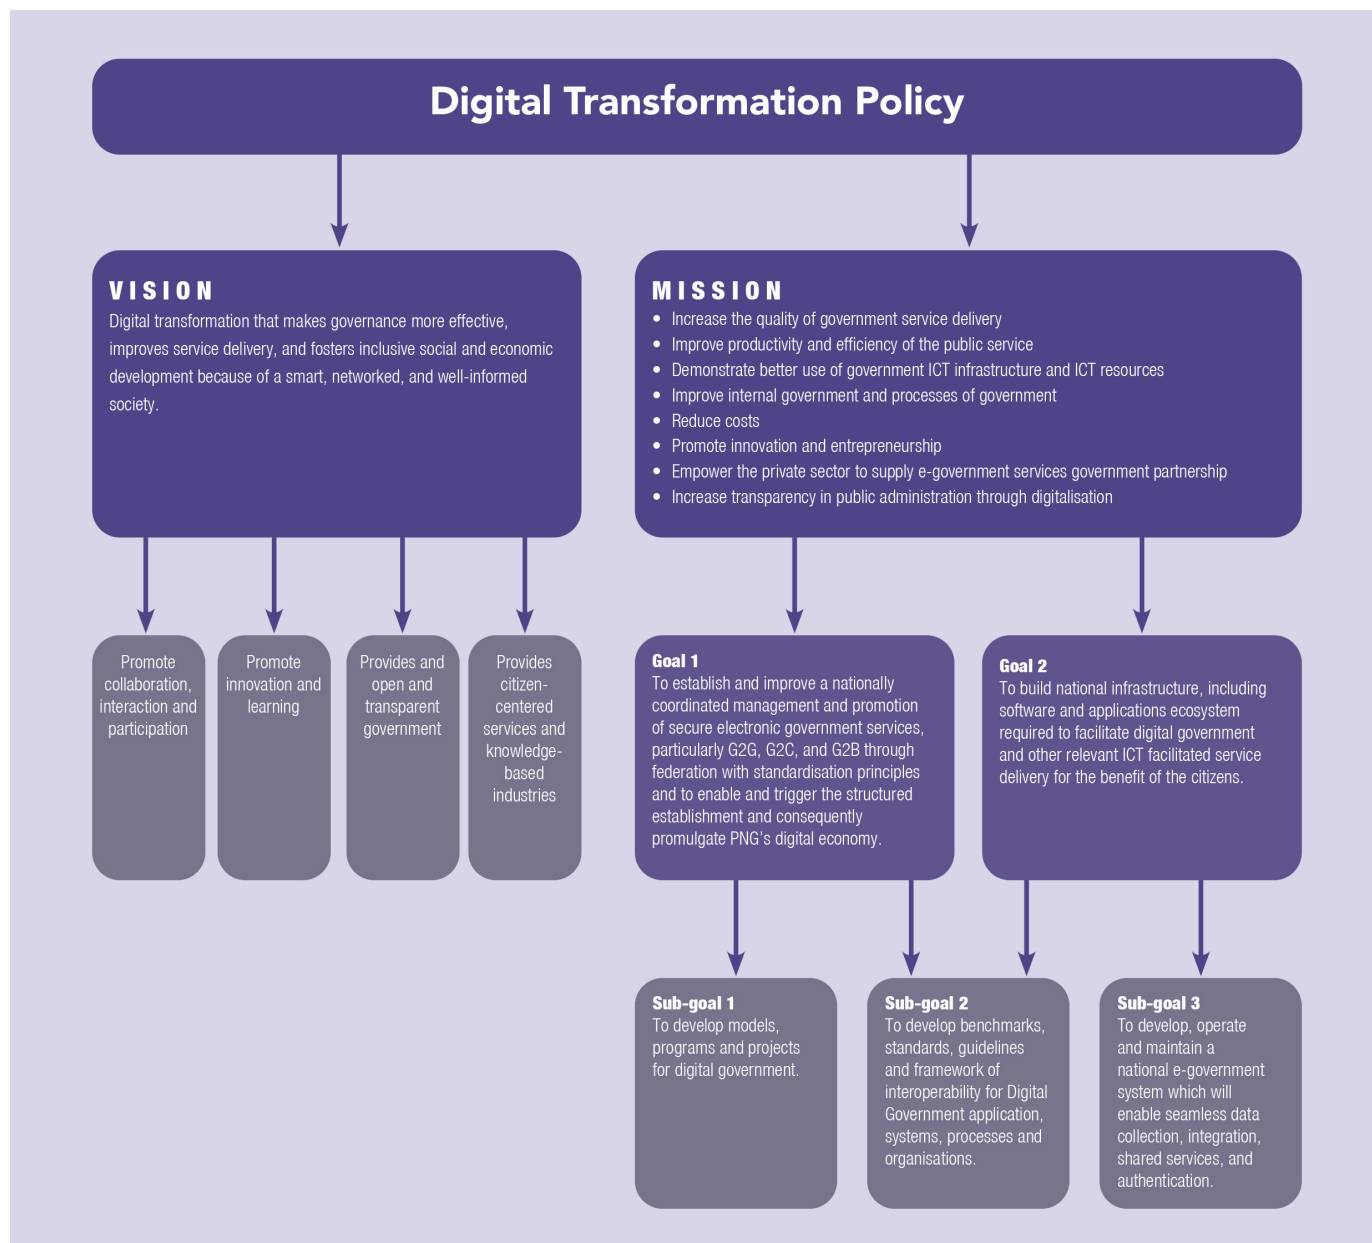 Digital Transformation Policy
VISION
Digital transformation that makes governance more effective,
improves service delivery, and fosters inclusive social and economic
development because of a smart, networked, and well-informed
society.
MISSION
• Increase the quality of government service delivery
• Improve productivity and efficiency of the public service
• Demonstrate better use of government ICT infrastructure and ICT resources
• Improve internal government and processes of government
• Reduce costs
• Promote innovation and entrepreneurship
• Empower the private sector to supply e-government services government partnership
• Increase transparency in public administration through digitalisation
Promote
collaboration,
interaction and
participation
Promote
innovation and
learning
Provides and
open and
transparent
government
Provides
citizen-
centered
services and
knowledge-
based
industries
Goal 1
To establish and improve a nationally
coordinated management and promotion
of secure electronic government services,
particularly G2G, G2C, and G2B through
federation with standardisation principles
and to enable and trigger the structured
establishment and consequently
promulgate PNG’s digital economy.
Goal 2
To build national infrastructure, including
software and applications ecosystem
required to facilitate digital government
and other relevant ICT facilitated service
delivery for the benefit of the citizens.
Sub-goal 1
To develop models,
programs and projects
for digital government.
Sub-goal 2
To develop benchmarks,
standards, guidelines
and framework of
interoperability for Digital
Government application,
systems, processes and
organisations.
Sub-goal 3
To develop, operate
and maintain a
national e-government
system which will
enable seamless data
collection, integration,
shared services, and
authentication.